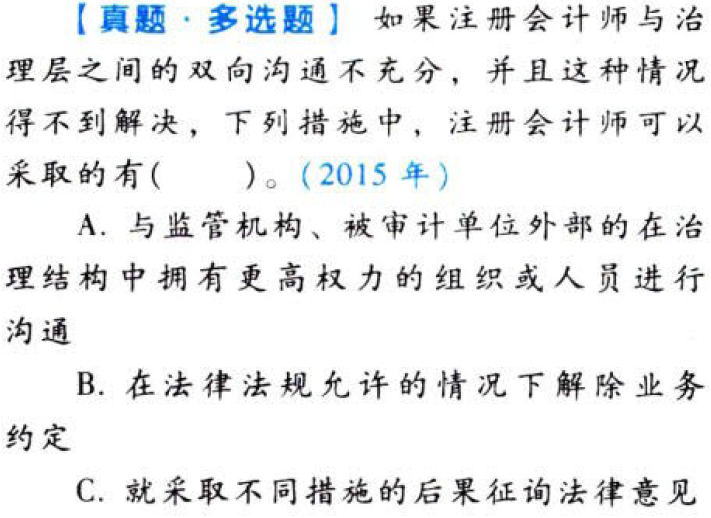 【真题·多选题】 如果注册会计师与治
理层之间的双向沟通不充分，并且这种情况
得不到解决，下列措施中，注册会计师可以
采取的有(　　)。(2015 年)
A. 与监管机构、被审计单位外部的在治
理结构中拥有更高权力的组织或人员进行
沟通
B. 在法律法规允许的情况下解除业务
约定
C. 就采取不同措施的后果征询法律意见